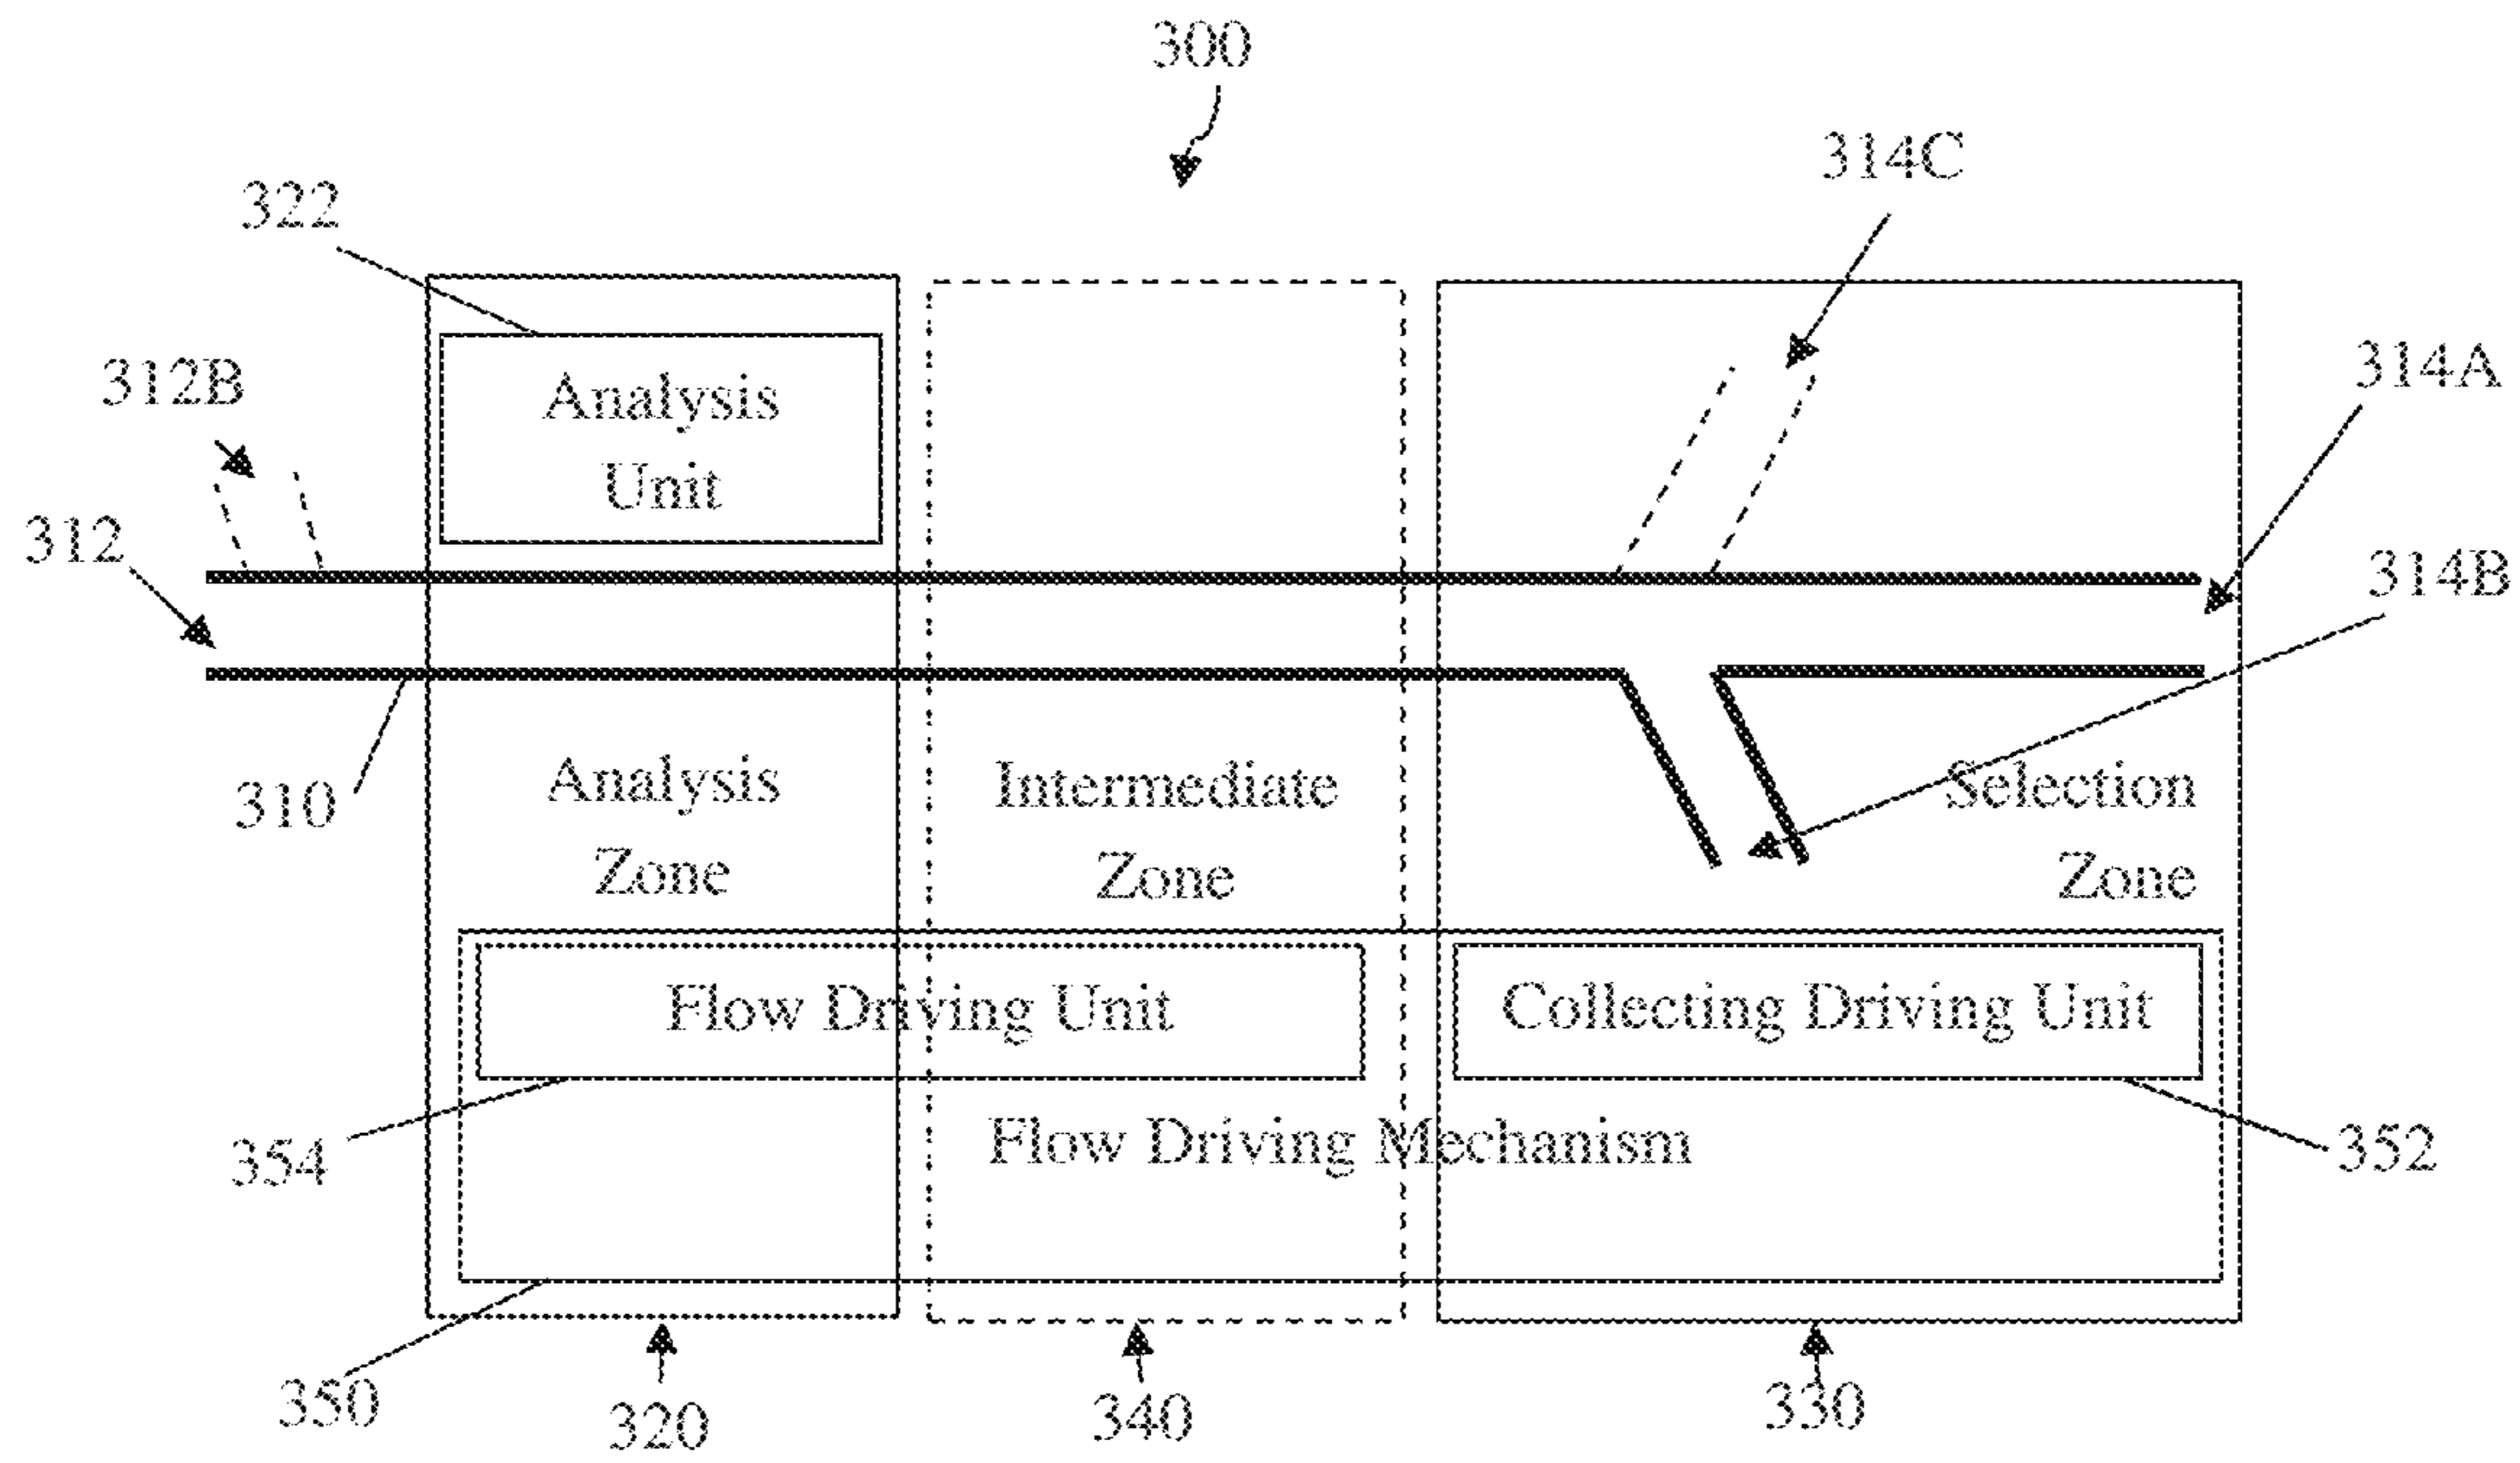 300
314C
322
314A
312B
Analysis
Unit
312
314B
310
Analysis
Zone
Intermediate
Zone
Selection
Zone
Flow Driving Unit
Collecting Driving Unit
Flow Driving Mechanism
354
352
350
320
340
330